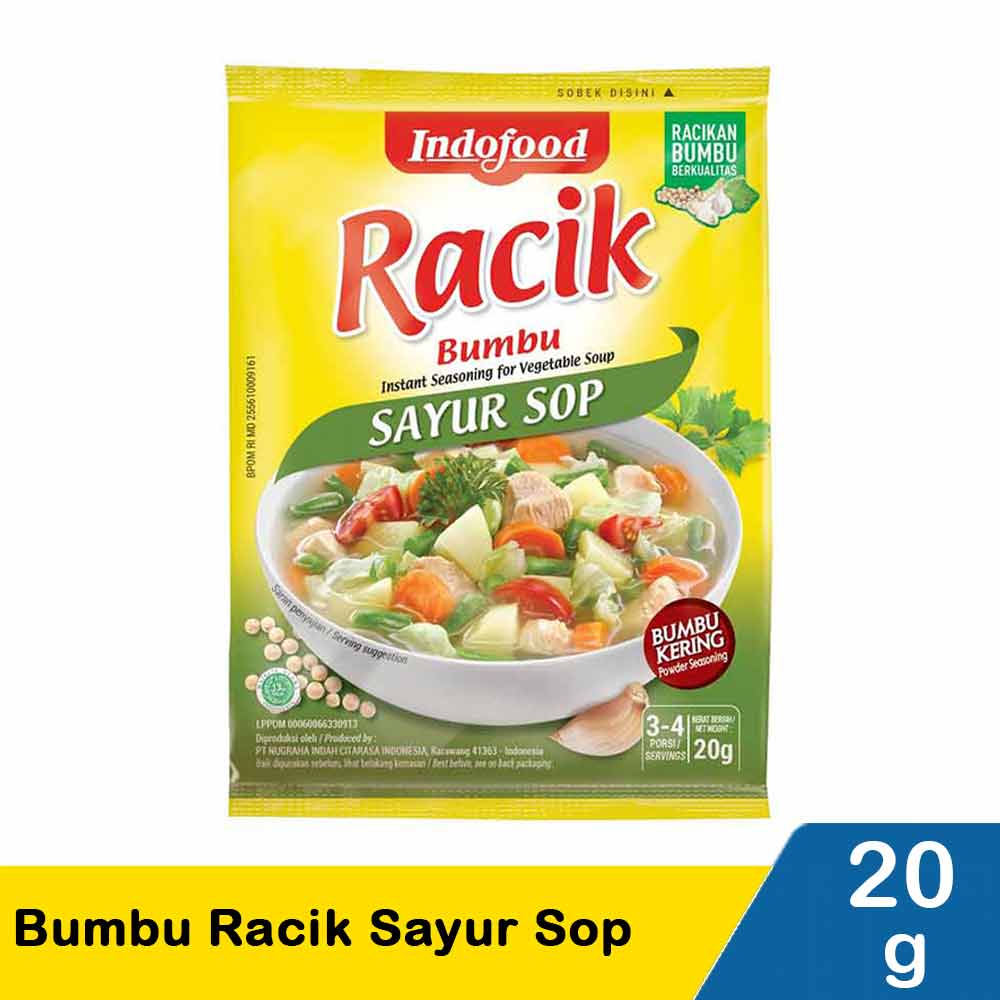 SOBEK DISINI ▲
Indofood
RACIKAN
BUMBU
BERKUALITAS
Racik
Bumbu
Instant Seasoning for Vegetable Soup
SAYUR SOP
BPOM RI MD 255610009161
Saran penyajian / Serving suggestion
BUMBU
KERING
Powder Seasoning
LPPOM 00060066330913
Diproduksi oleh / Produced by :
PT NUGRAHA INDAH CITARASA INDONESIA, Karawang 41363 - Indonesia
Baik digunakan sebelum, lihat belakang kemasan / Best before, see on back packaging
3-4
PORSI /
SERVINGS
BERAT BERSIH /
NET WEIGHT :
20g
Bumbu Racik Sayur Sop
20
g